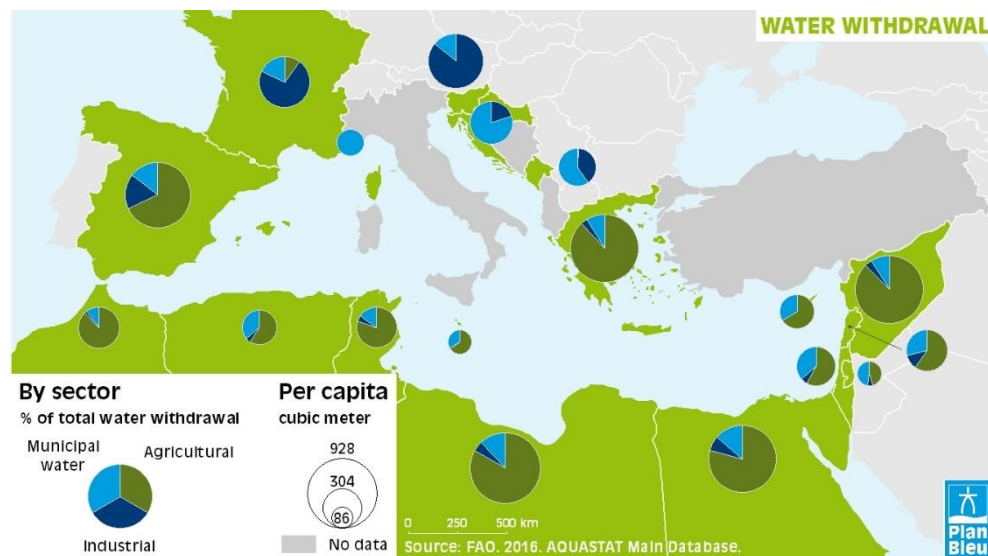 WATER WITHDRAWAL
By sector
% of total water withdrawal
Municipal
water
Agricultural
Industrial
Per capita
cubic meter
928
304
86
No data
0 250 500 km
Source: FAO. 2016. AQUASTAT Main Database.
Plan
Bleu